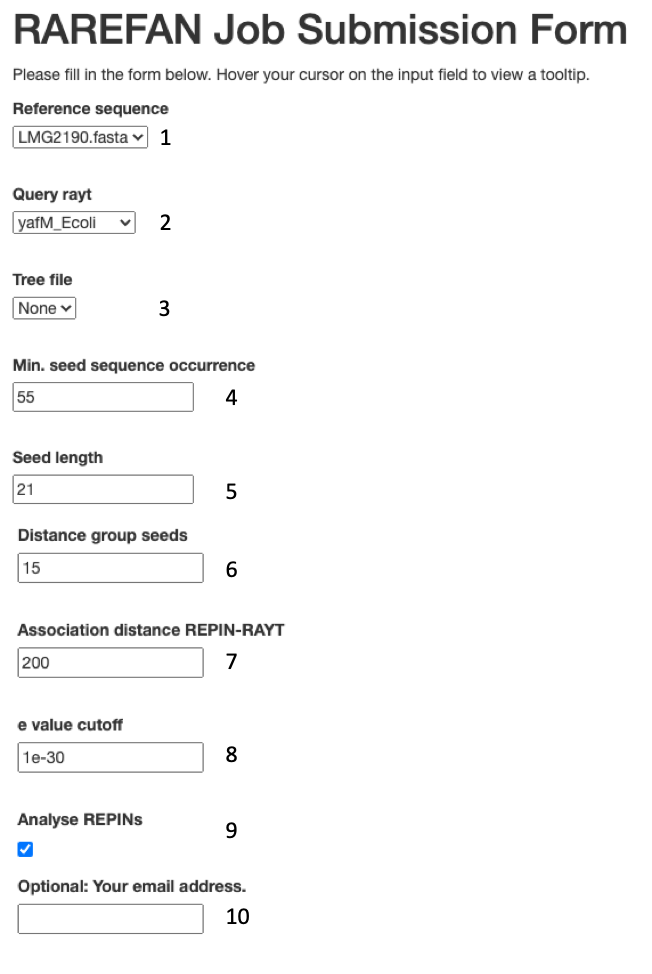 RAREFAN Job Submission Form
Please fill in the form below. Hover your cursor on the input field to view a tooltip.
Reference sequence
LMG2190.fasta 1
Query rayt
yafM_Ecoli 2
Tree file
None 3
Min. seed sequence occurrence
55 4
Seed length
21 5
Distance group seeds
15 6
Association distance REPIN-RAYT
200 7
e value cutoff
1e-30 8
Analyse REPINs
9
Optional: Your email address.
10